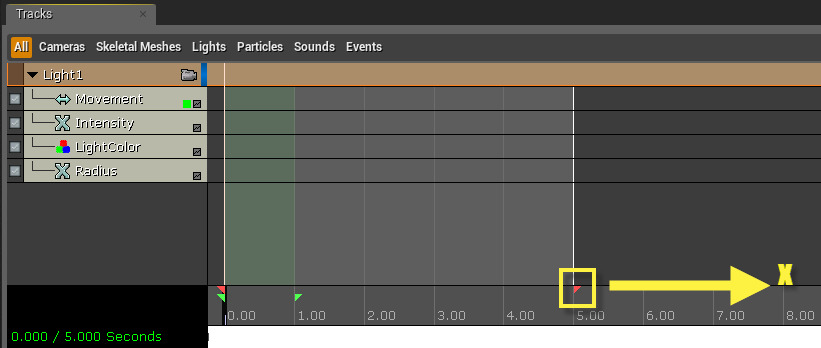 Tracks ×
All Cameras Skeletal Meshes Lights Particles Sounds Events
Light1
Movement
Intensity
LightColor
Radius
X
0.00 1.00 2.00 3.00 4.00 5.00 6.00 7.00 8.00
0.000 / 5.000 Seconds